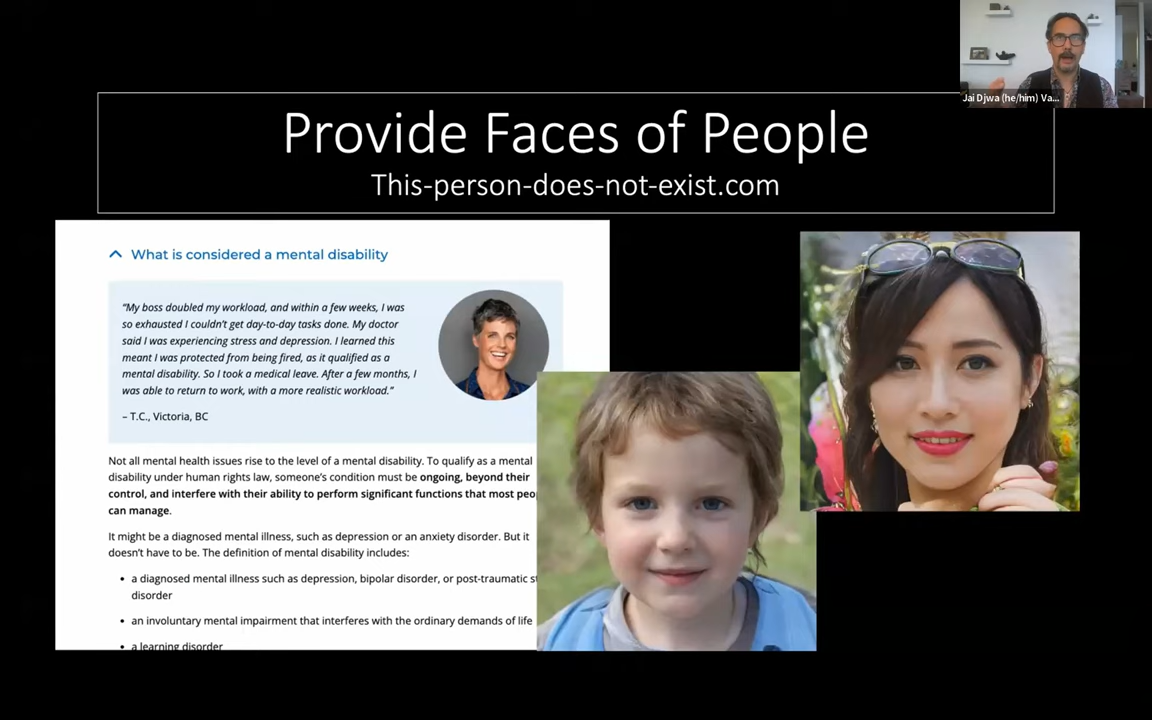 Jai Djwa (he/him) Va...
Provide Faces of People
This-person-does-not-exist.com
What is considered a mental disability
“My boss doubled my workload, and within a few weeks, I was
so exhausted I couldn’t get day-to-day tasks done. My doctor
said I was experiencing stress and depression. I learned this
meant I was protected from being fired, as it qualified as a
mental disability. So I took a medical leave. After a few months, I
was able to return to work, with a more realistic workload.”
– T.C., Victoria, BC
Not all mental health issues rise to the level of a mental disability. To qualify as a mental
disability under human rights law, someone’s condition must be ongoing, beyond their
control, and interfere with their ability to perform significant functions that most peo
can manage.
It might be a diagnosed mental illness, such as depression or an anxiety disorder. But it
doesn’t have to be. The definition of mental disability includes:
• a diagnosed mental illness such as depression, bipolar disorder, or post-traumatic st
disorder
• an involuntary mental impairment that interferes with the ordinary demands of life
• a learning disorder